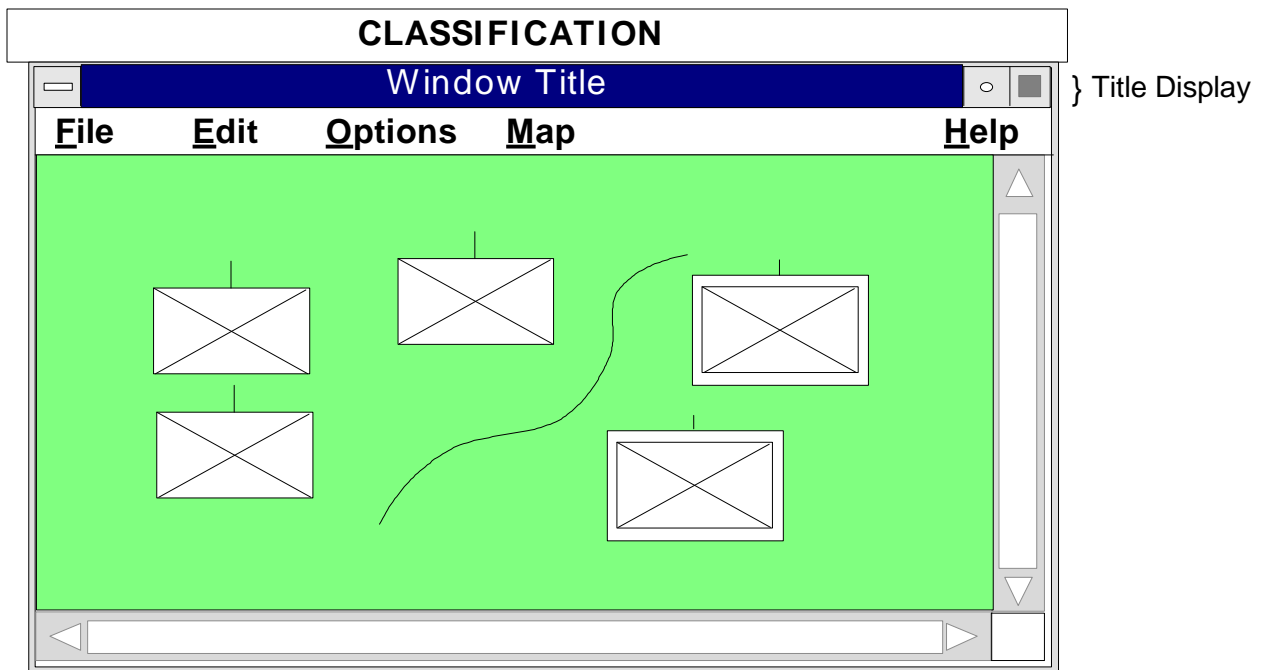 CLASSIFICATION
Window Title
} Title Display
File Edit Options Map Help